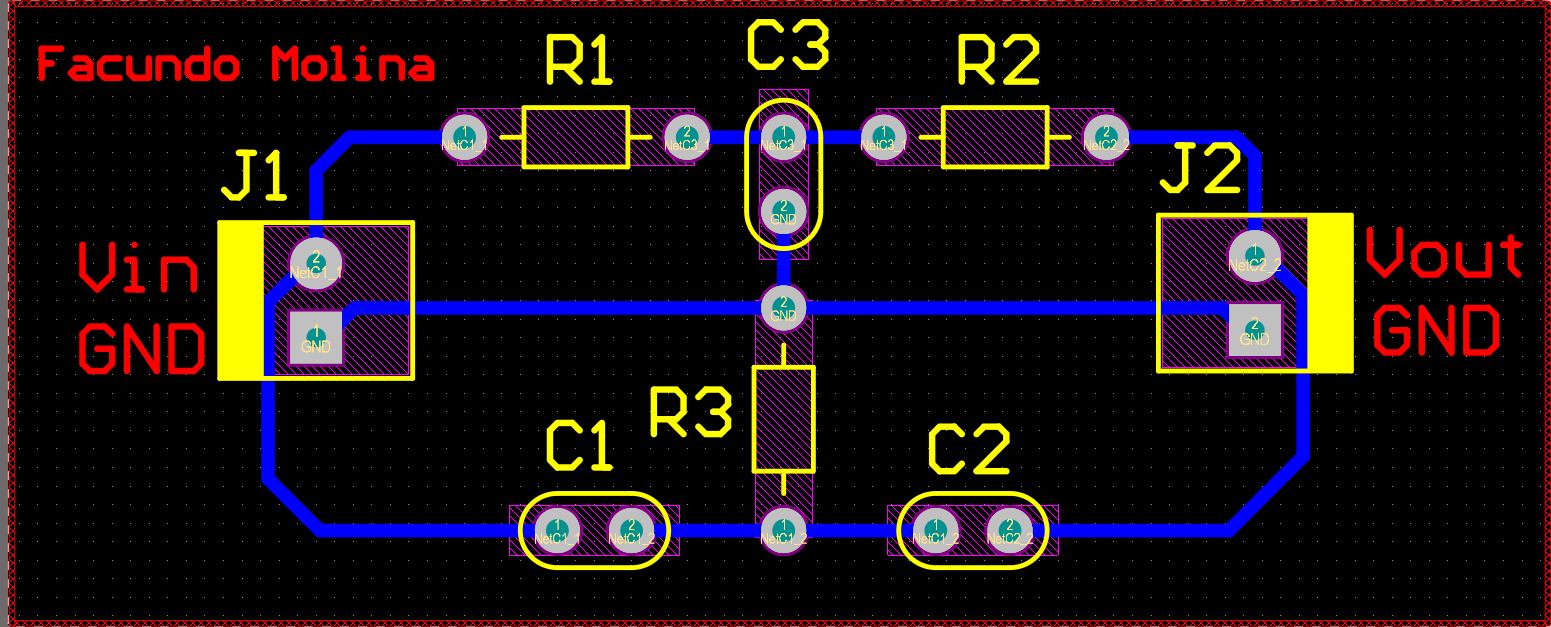 Facundo Molina
R1
C3
R2
1
NetC1_1
2
NetC3_1
1
NetC3_1
1
NetC3_1
2
NetC2_2
J1
J2
2
GND
Vin
2
NetC1_1
1
NetC2_2
Vout
GND
1
GND
2
GND
2
GND
GND
R3
C1
C2
1
NetC1_1
2
NetC1_2
1
NetC1_2
1
NetC1_2
2
NetC2_2